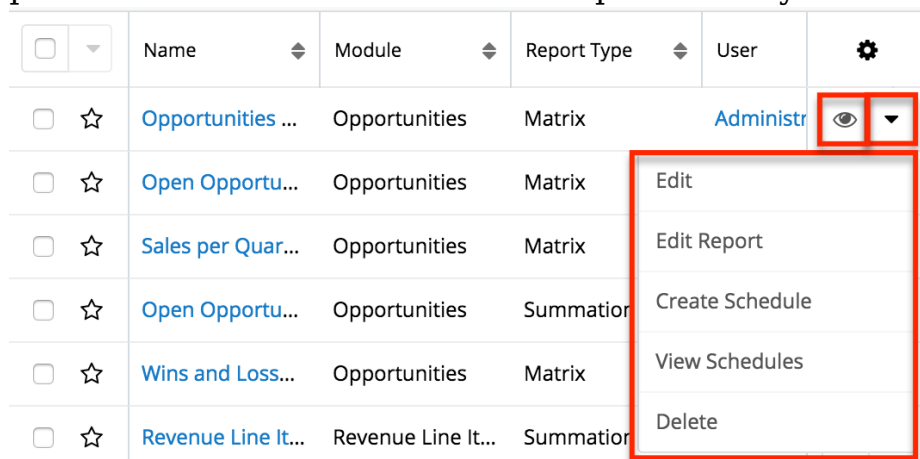 Name Module Report Type User
Opportunities ... Opportunities Matrix Administr
Open Opportu... Opportunities Matrix
Edit
Sales per Quar... Opportunities Matrix
Edit Report
Open Opportu... Opportunities Summation
Create Schedule
Wins and Loss... Opportunities Matrix
View Schedules
Revenue Line It... Revenue Line It... Summation
Delete